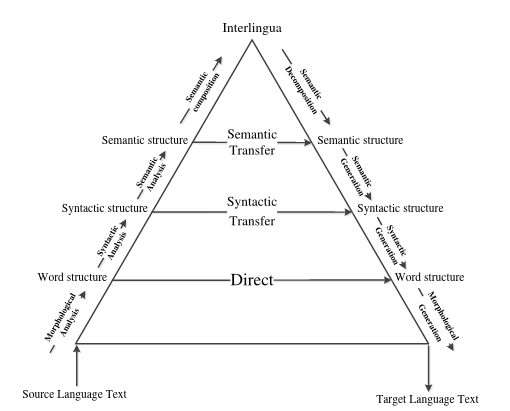 Interlingua
Semantic
composition
Semantic
Decomposition
Semantic structure
Semantic
Transfer
Semantic structure
Semantic
Analysis
Semantic
Generation
Syntactic structure
Syntactic
Transfer
Syntactic structure
Syntactic
Analysis
Syntactic
Generation
Word structure
Direct
Word structure
Morphological
Analysis
Morphological
Generation
Source Language Text
Target Language Text